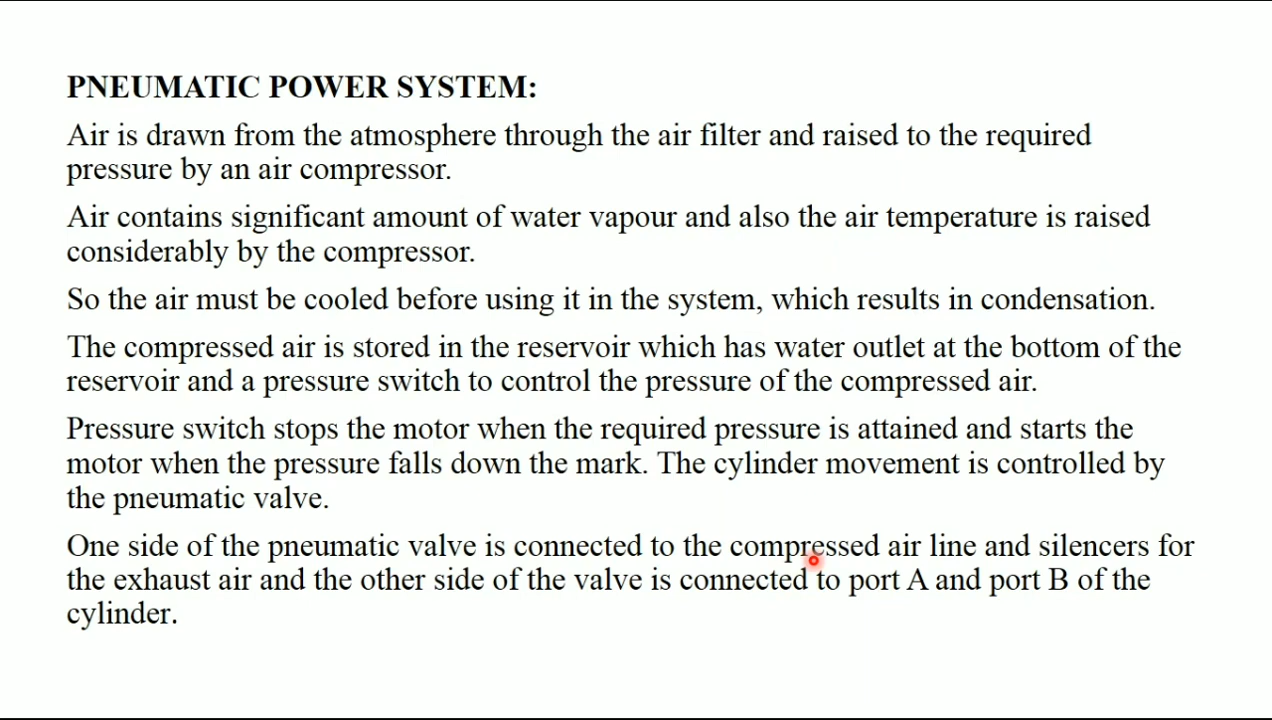 PNEUMATIC POWER SYSTEM:
Air is drawn from the atmosphere through the air filter and raised to the required
pressure by an air compressor.
Air contains significant amount of water vapour and also the air temperature is raised
considerably by the compressor.
So the air must be cooled before using it in the system, which results in condensation.
The compressed air is stored in the reservoir which has water outlet at the bottom of the
reservoir and a pressure switch to control the pressure of the compressed air.
Pressure switch stops the motor when the required pressure is attained and starts the
motor when the pressure falls down the mark. The cylinder movement is controlled by
the pneumatic valve.
One side of the pneumatic valve is connected to the compressed air line and silencers for
the exhaust air and the other side of the valve is connected to port A and port B of the
cylinder.